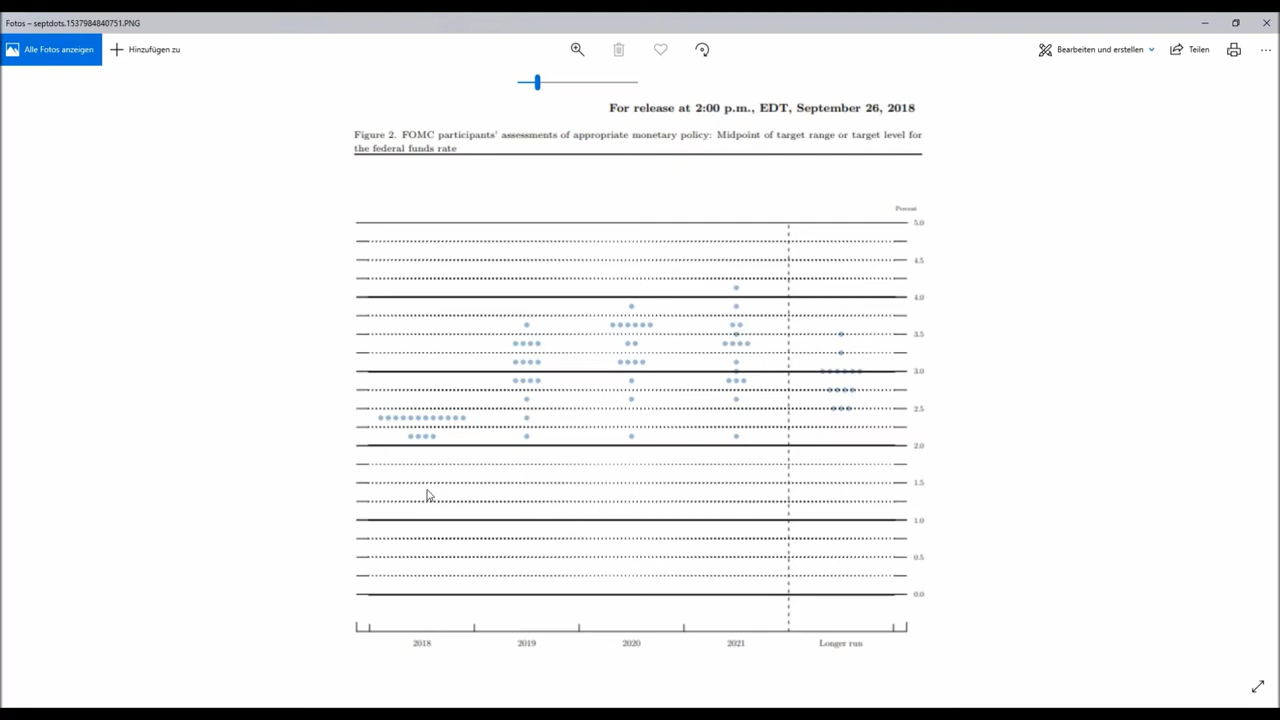 Fotos – septdots.1537984840751.PNG
Alle Fotos anzeigen
Hinzufügen zu
Bearbeiten und erstellen
Teilen
For release at 2:00 p.m., EDT, September 26, 2018
Figure 2. FOMC participants' assessments of appropriate monetary policy: Midpoint of target range or target level for
the federal funds rate
Percent
5.0
4.5
4.0
3.5
3.0
2.5
2.0
1.5
1.0
0.5
0.0
2018 2019 2020 2021 Longer run